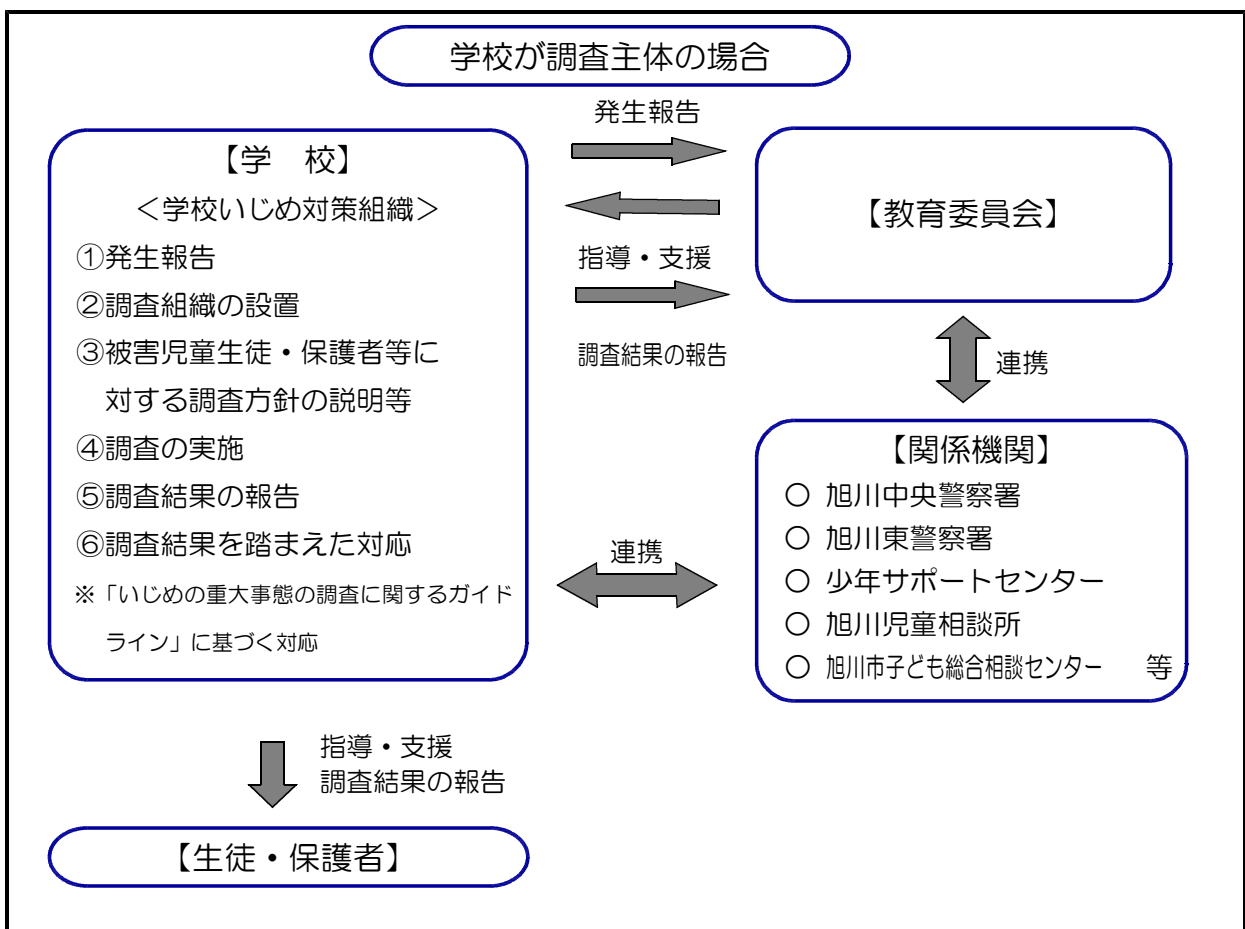 学校が調査主体の場合
発生報告
【学　校】
＜学校いじめ対策組織＞
①発生報告
②調査組織の設置
③被害児童生徒・保護者等に
対する調査方針の説明等
④調査の実施
⑤調査結果の報告
⑥調査結果を踏まえた対応
※「いじめの重大事態の調査に関するガイド
ライン」に基づく対応
指導・支援
調査結果の報告
【教育委員会】
連携
連携
【関係機関】
○ 旭川中央警察署
○ 旭川東警察署
○ 少年サポートセンター
○ 旭川児童相談所
○ 旭川市子ども総合相談センター　等
指導・支援
調査結果の報告
【生徒・保護者】